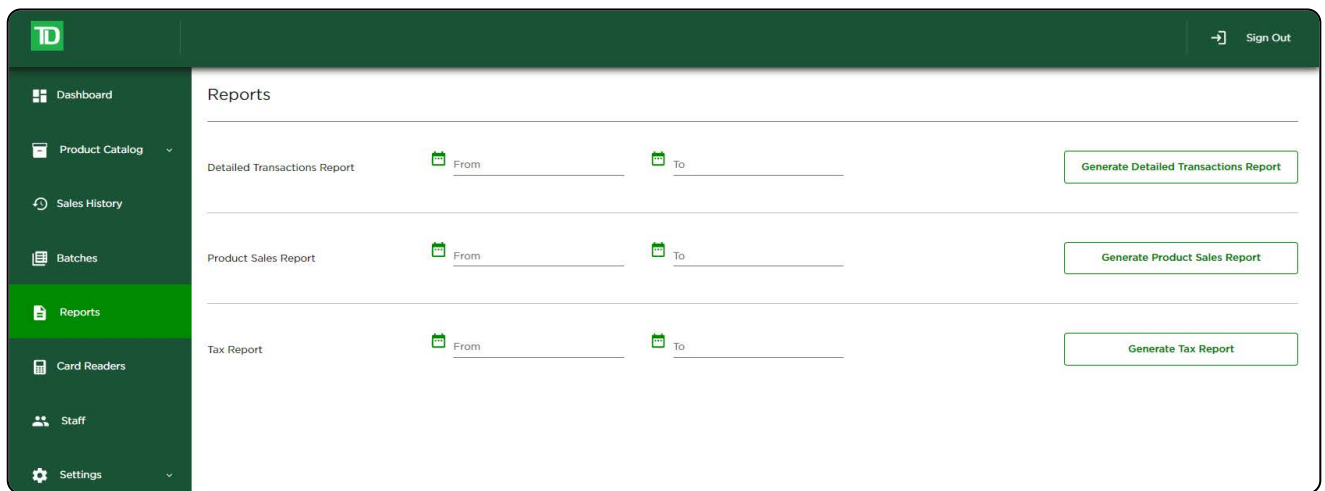 TD
Sign Out
Dashboard
Product Catalog
Sales History
Batches
Reports
Card Readers
Staff
Settings
Reports
Detailed Transactions Report From To Generate Detailed Transactions Report
Product Sales Report From To Generate Product Sales Report
Tax Report From To Generate Tax Report